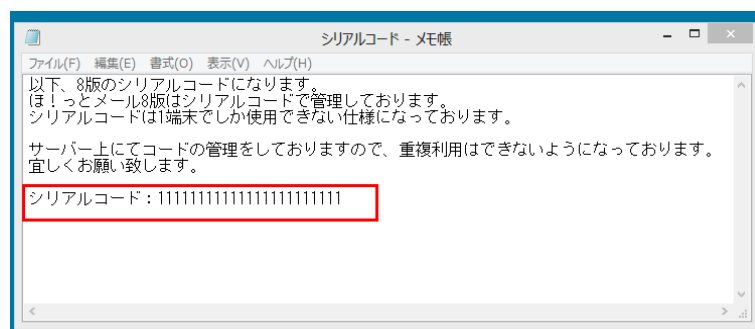 シリアルコード - メモ帳
ファイル(F) 編集(E) 書式(O) 表示(V) ヘルプ(H)
以下、8版のシリアルコードになります。
ほ！っとメール8版はシリアルコードで管理しております。
シリアルコードは1端末でしか使用できない仕様になっております。
サーバー上にてコードの管理をしておりますので、重複利用はできないようになっております。
宜しくお願い致します。
シリアルコード：11111111111111111111111